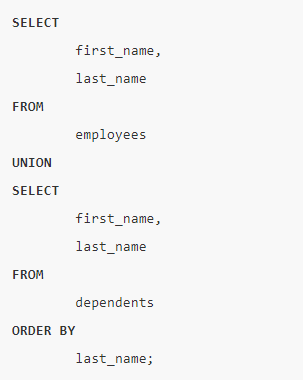 SELECT
first_name,
last_name
FROM
employees
UNION
SELECT
first_name,
last_name
FROM
dependents
ORDER BY
last_name;